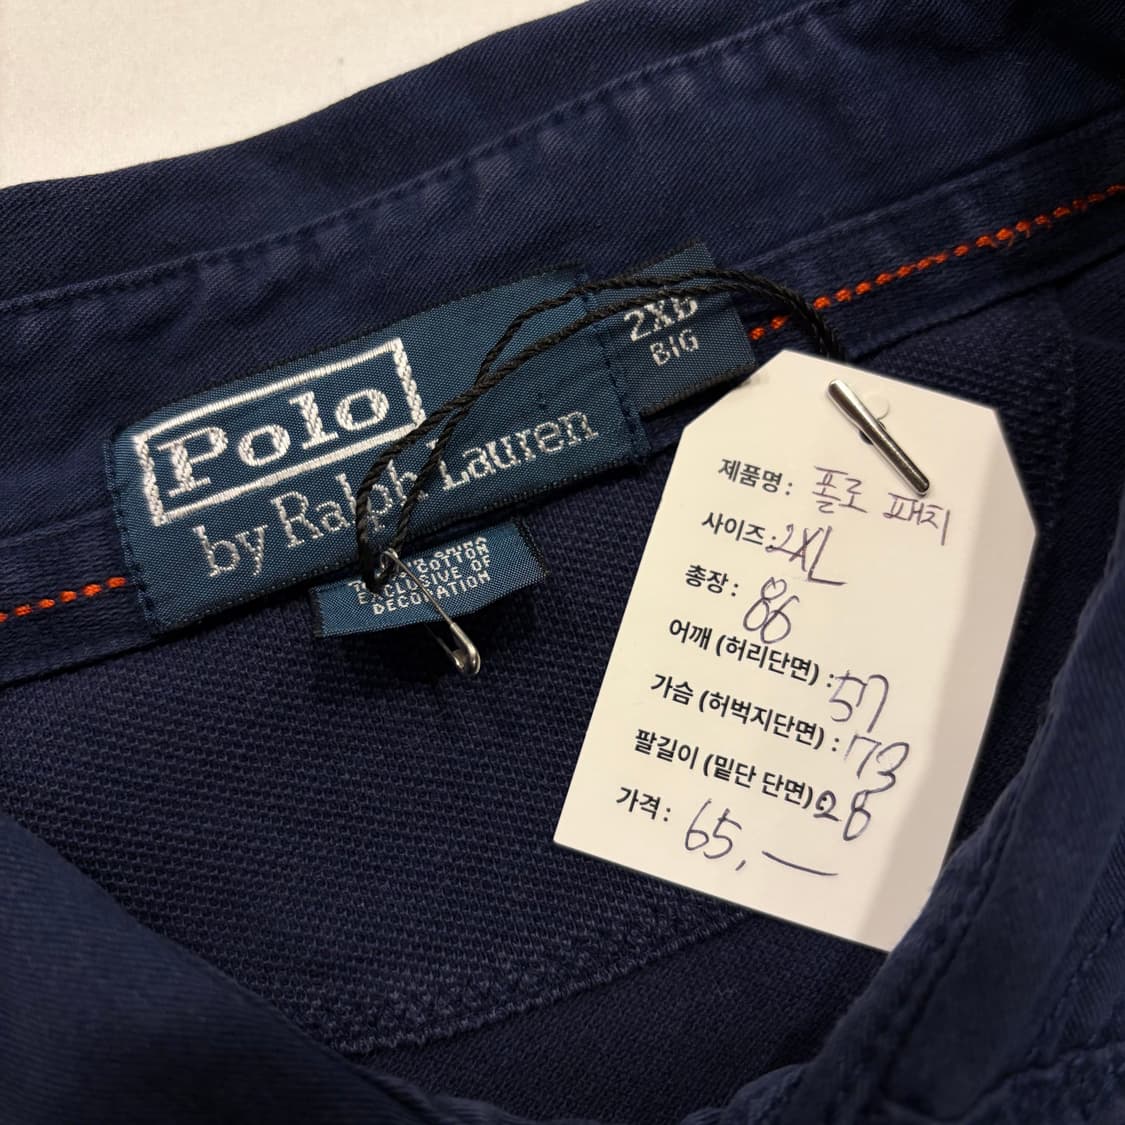 Polo
by Ralph Lauren
2XB
BIG
COTTON
EXCLUSIVE OF
DECORATION
제품명: 폴로 패치
사이즈: 2XL
총장: 86
어깨 (허리단면) : 57
가슴 (허벅지단면) : 73
팔길이 (밑단 단면): 28
가격: 65,—